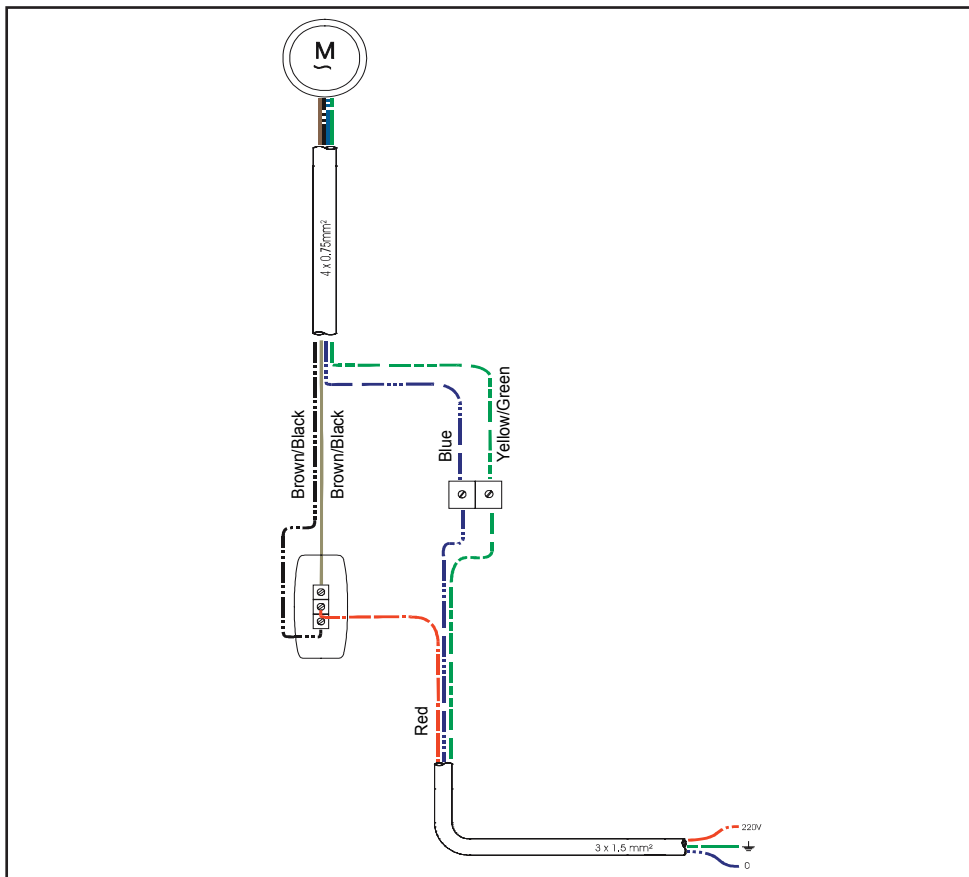 M
4 x 0.75mm²
Brown/Black
Brown/Black
Blue
Yellow/Green
Red
3 x 1,5 mm²
220V
0